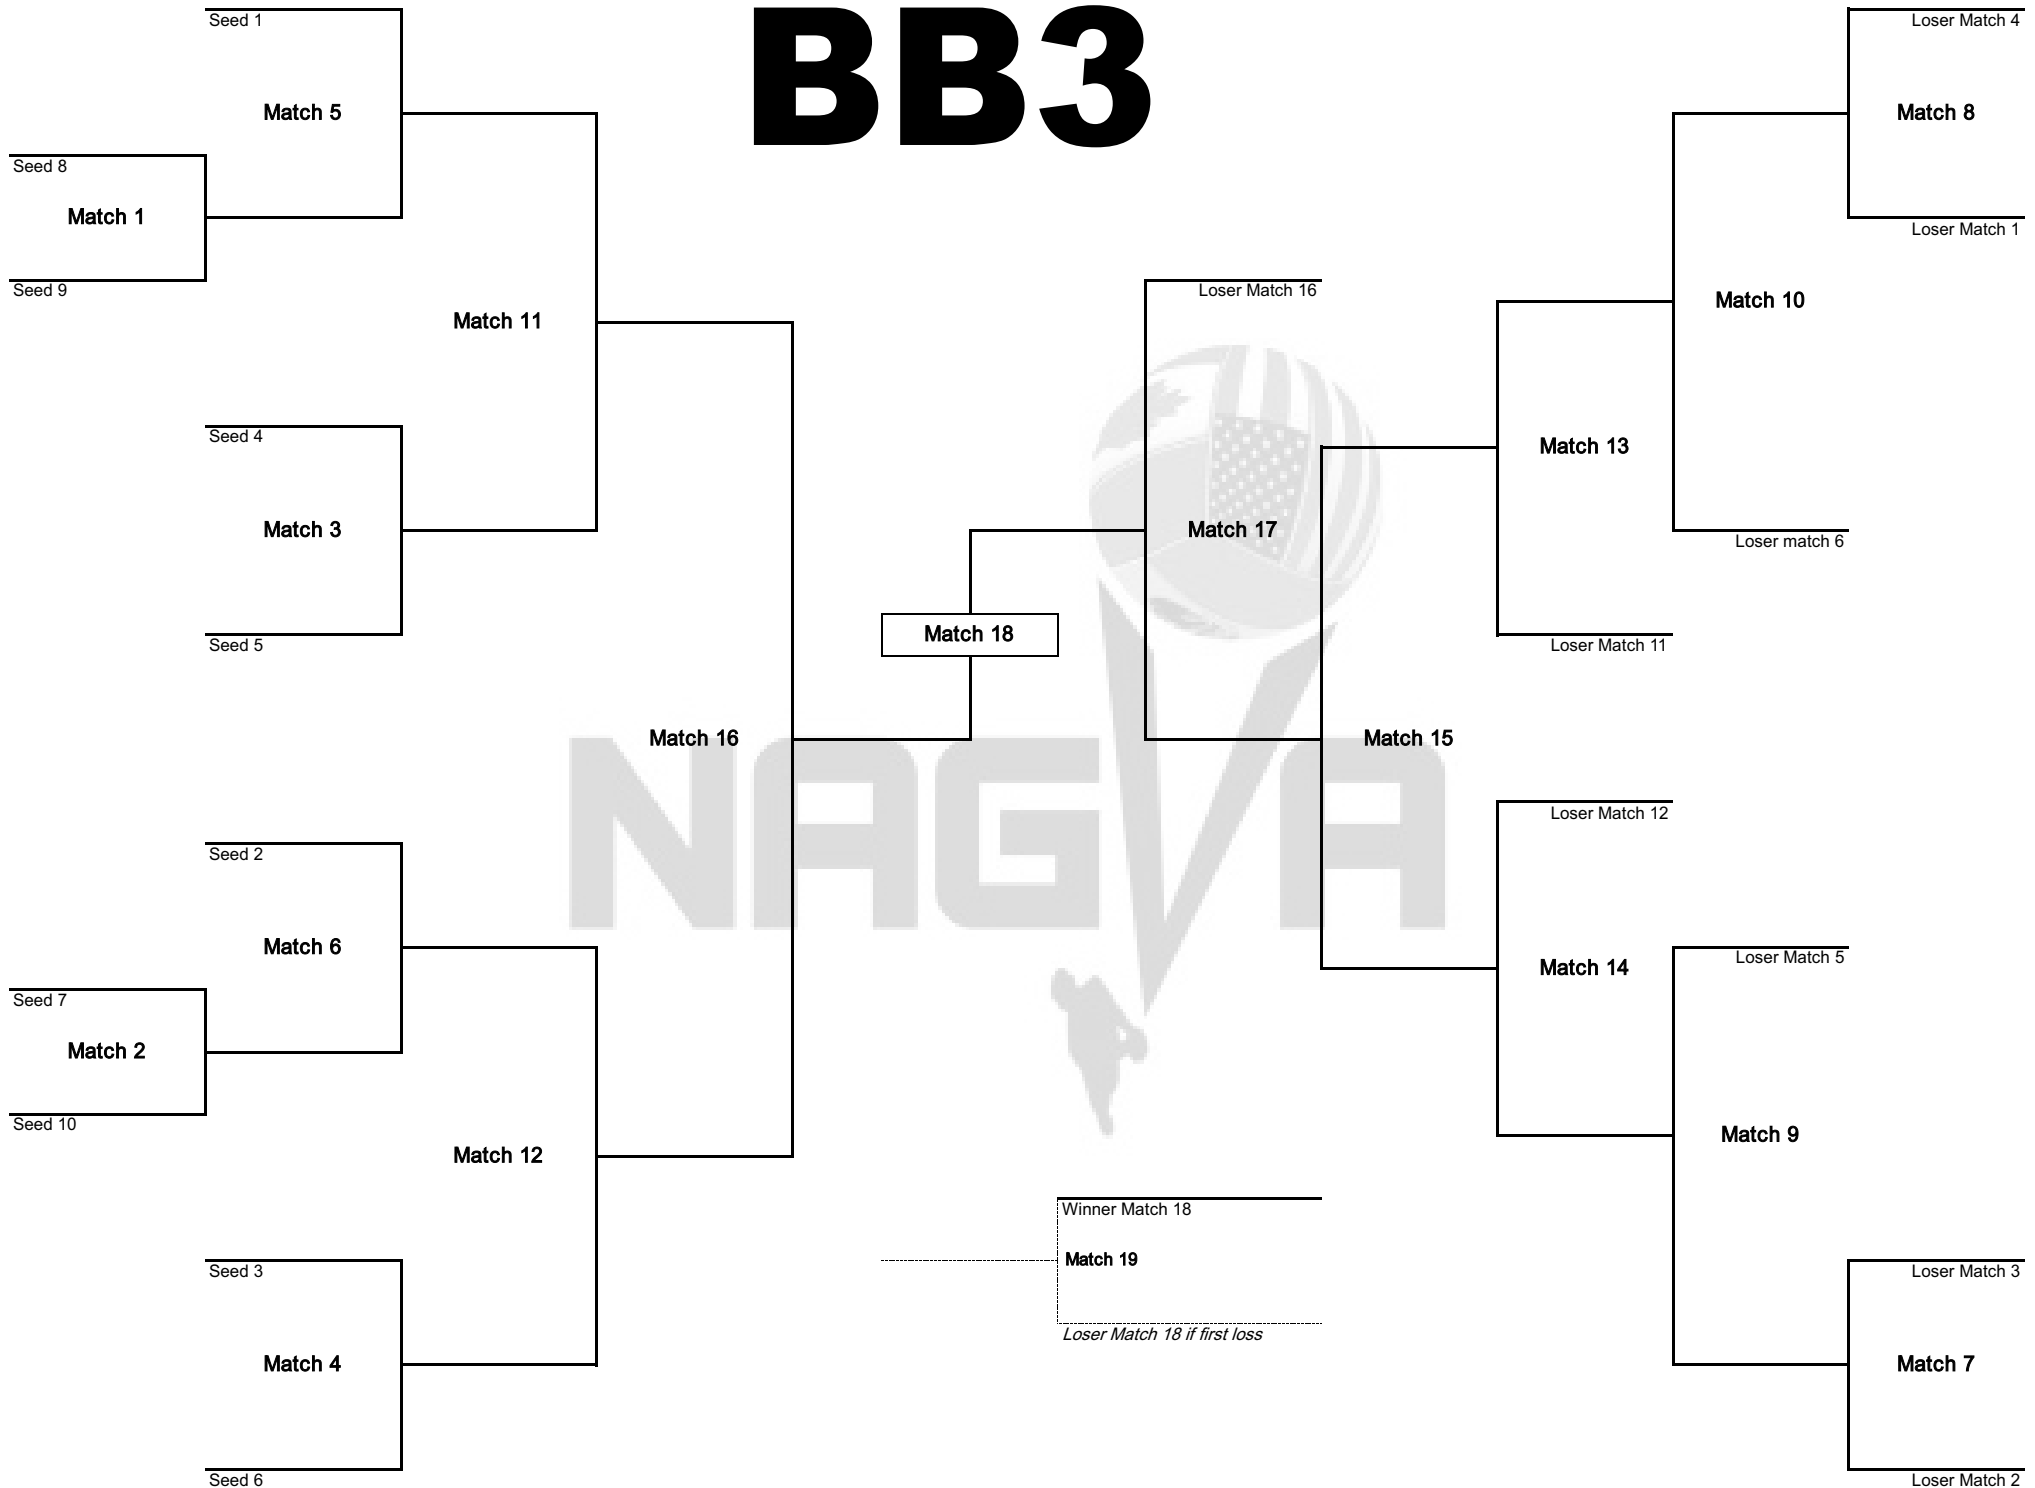 BB3
Seed 1
Match 5
Seed 8
Match 1
Seed 9
Match 11
Seed 4
Match 3
Seed 5
Match 16
Seed 2
Match 6
Seed 7
Match 2
Seed 10
Match 12
Seed 3
Match 4
Seed 6
Match 18
Loser Match 16
Match 17
Match 15
NAGVA
Winner Match 18
Match 19
Loser Match 18 if first loss
Loser Match 4
Match 8
Loser Match 1
Match 10
Match 13
Loser match 6
Loser Match 11
Loser Match 12
Match 14
Loser Match 5
Match 9
Loser Match 3
Match 7
Loser Match 2